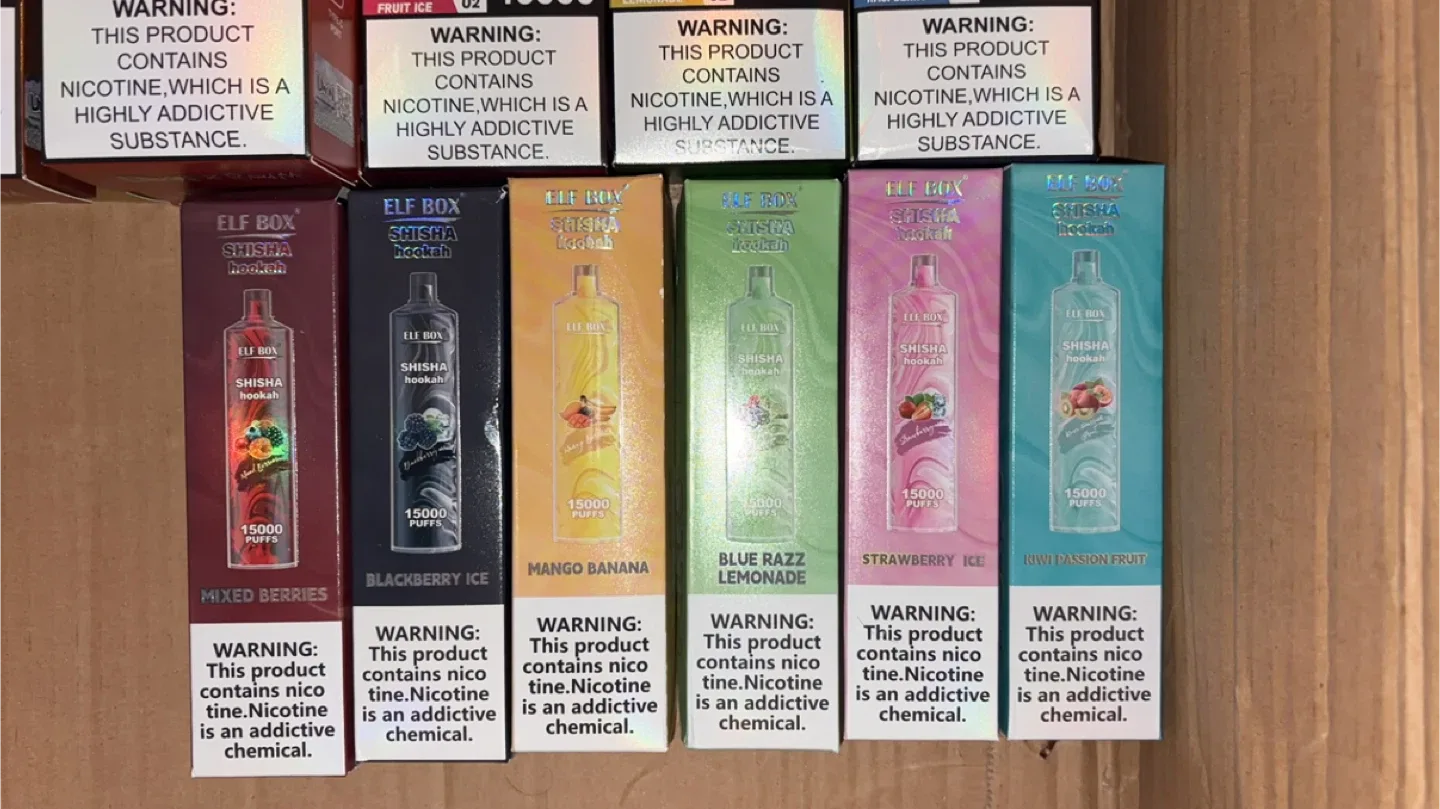 WARNING:
THIS PRODUCT
CONTAINS
NICOTINE,WHICH IS A
HIGHLY ADDICTIVE
SUBSTANCE.
FRUIT ICE 02
15000
WARNING:
THIS PRODUCT
CONTAINS
NICOTINE,WHICH IS A
HIGHLY ADDICTIVE
SUBSTANCE.
LEMONADE
WARNING:
THIS PRODUCT
CONTAINS
NICOTINE,WHICH IS A
HIGHLY ADDICTIVE
SUBSTANCE.
WARNING:
THIS PRODUCT
CONTAINS
NICOTINE,WHICH IS A
HIGHLY ADDICTIVE
SUBSTANCE.
ELF BOX
SHISHA
hookah
ELF BOX
SHISHA
hookah
Mixed Berries
15000
PUFFS
MIXED BERRIES
WARNING:
This product
contains nico
tine.Nicotine
is an addictive
chemical.
ELF BOX
SHISHA
hookah
ELF BOX
SHISHA
hookah
15000
PUFFS
BLACKBERRY ICE
WARNING:
This product
contains nico
tine.Nicotine
is an addictive
chemical.
ELF BOX
SHISHA
hookah
ELF BOX
15000
PUFFS
MANGO BANANA
WARNING:
This product
contains nico
tine.Nicotine
is an addictive
chemical.
ELF BOX
SHISHA
hookah
ELF BOX
SHISHA
hookah
15000
PUFFS
BLUE RAZZ
LEMONADE
WARNING:
This product
contains nico
tine.Nicotine
is an addictive
chemical.
ELF BOX
SHISHA
hookah
ELF BOX
SHISHA
hookah
Strawberry
15000
PUFFS
STRAWBERRY ICE
WARNING:
This product
contains nico
tine.Nicotine
is an addictive
chemical.
ELF BOX
SHISHA
hookah
ELF BOX
SHISHA
hookah
15000
PUFFS
KIWI PASSION FRUIT
WARNING:
This product
contains nico
tine.Nicotine
is an addictive
chemical.